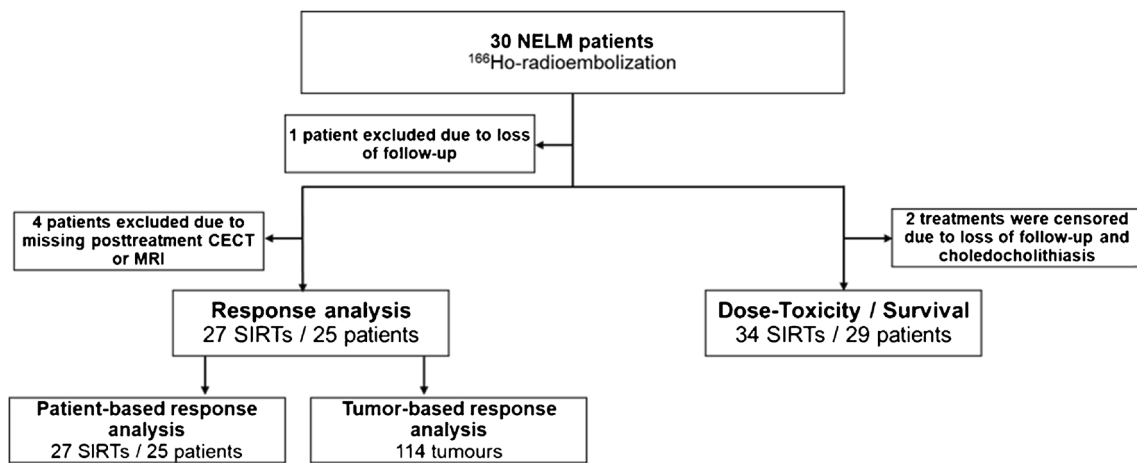 30 NELM patients
¹⁶⁶Ho-radioembolization
1 patient excluded due to loss
of follow-up
4 patients excluded due to
missing posttreatment CECT
or MRI
2 treatments were censored
due to loss of follow-up and
choledocholithiasis
Response analysis
27 SIRTs / 25 patients
Dose-Toxicity / Survival
34 SIRTs / 29 patients
Patient-based response
analysis
27 SIRTs / 25 patients
Tumor-based response
analysis
114 tumours